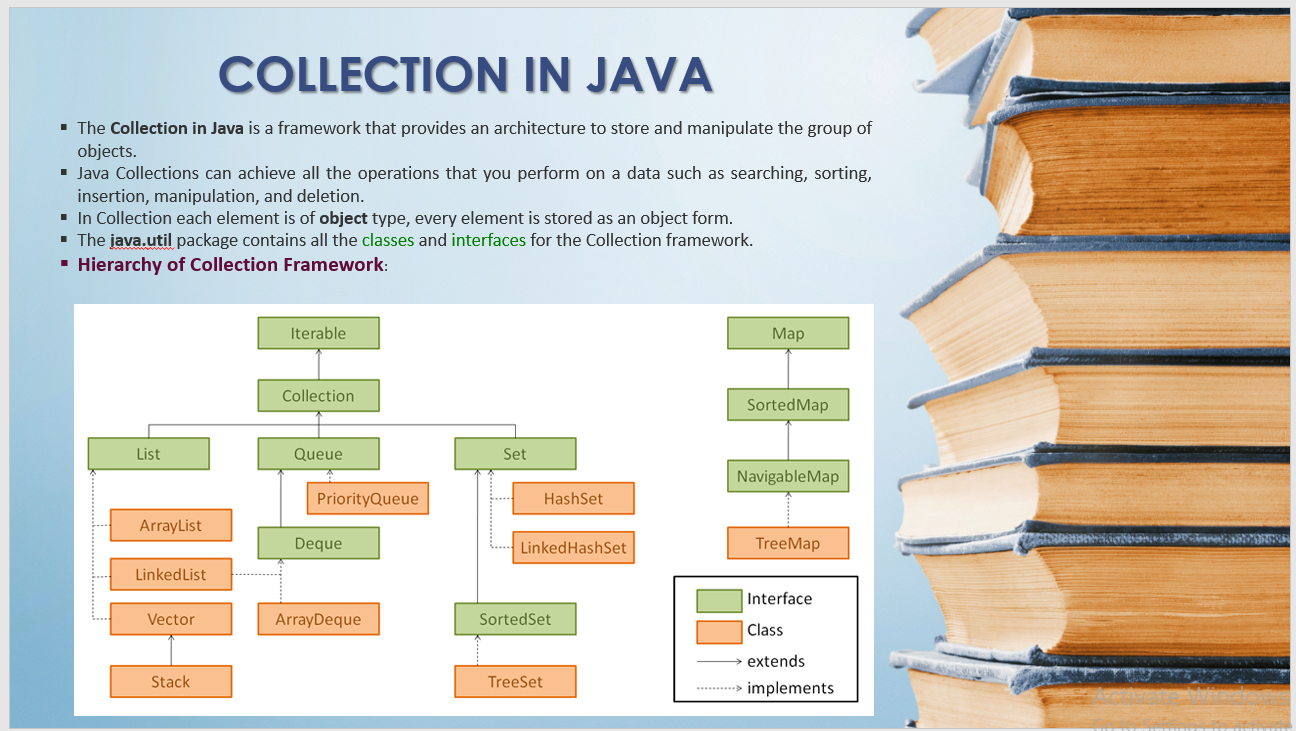 COLLECTION IN JAVA
▪ The Collection in Java is a framework that provides an architecture to store and manipulate the group of
objects.
▪ Java Collections can achieve all the operations that you perform on a data such as searching, sorting,
insertion, manipulation, and deletion.
▪ In Collection each element is of object type, every element is stored as an object form.
▪ The java.util package contains all the classes and interfaces for the Collection framework.
▪ Hierarchy of Collection Framework:
Iterable
Map
Collection
SortedMap
List
Queue
Set
NavigableMap
PriorityQueue
HashSet
ArrayList
Deque
LinkedHashSet
TreeMap
LinkedList
Vector
ArrayDeque
SortedSet
Stack
TreeSet
Interface
Class
extends
implements
Activate Windows